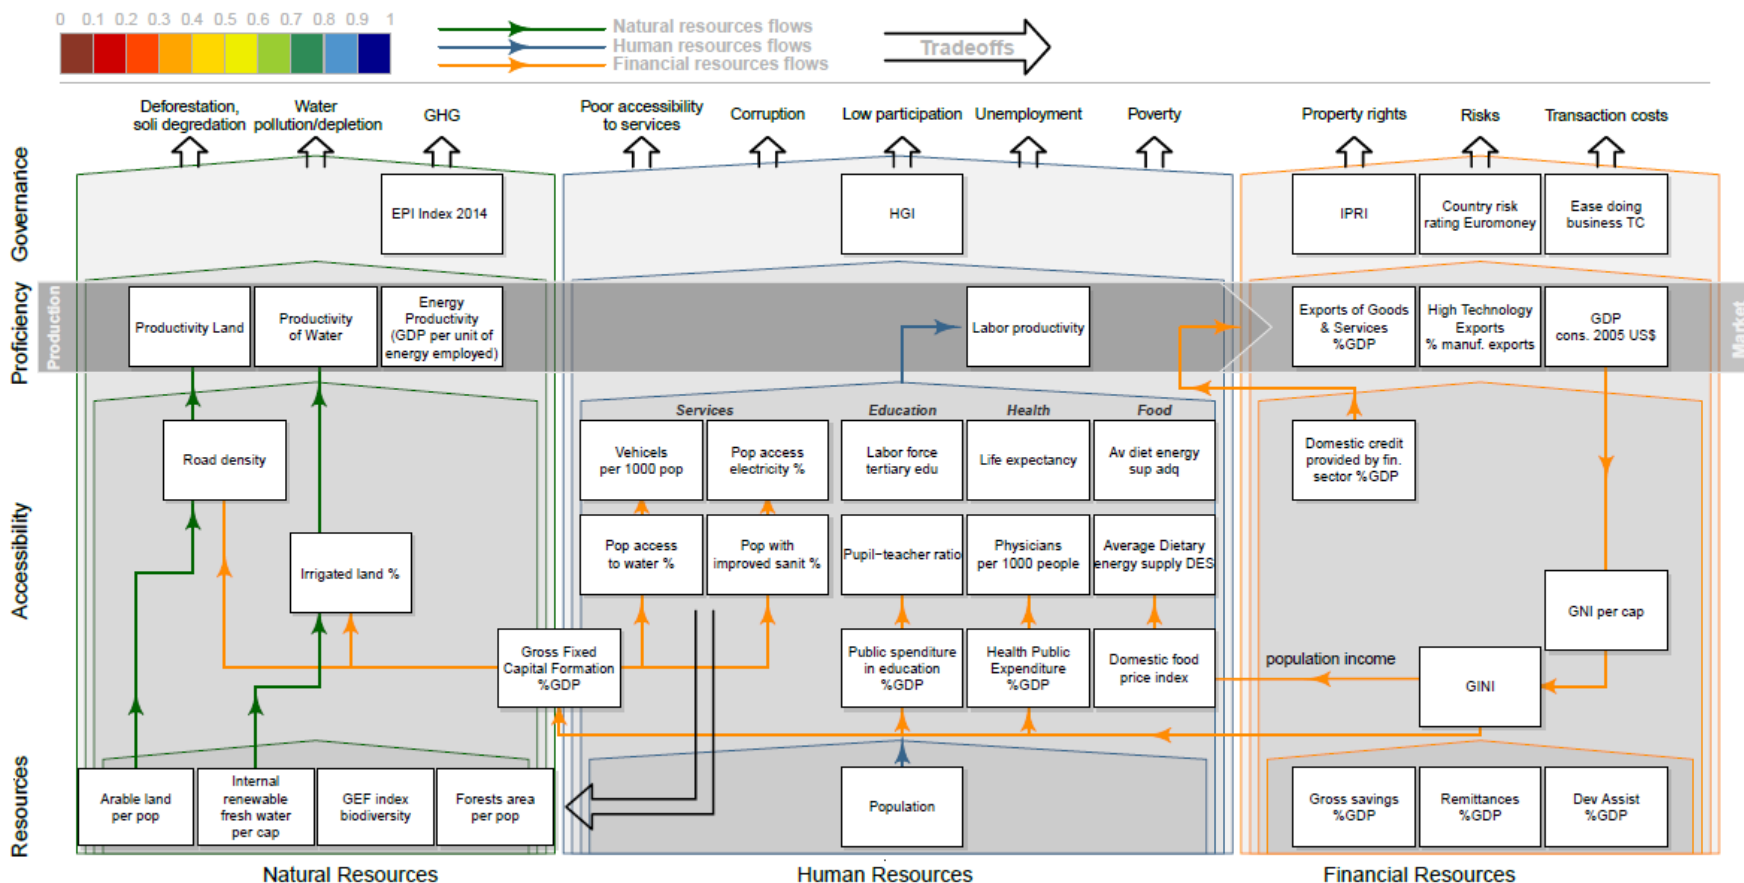 0 0.1 0.2 0.3 0.4 0.5 0.6 0.7 0.8 0.9 1
Natural resources flows
Human resources flows
Financial resources flows
Tradeoffs
Deforestation,
soli degredation
Water
pollution/depletion
GHG
Poor accessibility
to services
Corruption
Low participation
Unemployment
Poverty
Property rights
Risks
Transaction costs
Governance
EPI Index 2014
HGI
IPRI
Country risk
rating Euromoney
Ease doing
business TC
Proficiency
Production
Productivity Land
Productivity
of Water
Energy
Productivity
(GDP per unit of
energy employed)
Labor productivity
Exports of Goods
& Services
%GDP
High Technology
Exports
% manuf. exports
GDP
cons. 2005 US$
Market
Accessibility
Services
Education
Health
Food
Road density
Vehicels
per 1000 pop
Pop access
electricity %
Labor force
tertiary edu
Life expectancy
Av diet energy
sup adq
Domestic credit
provided by fin.
sector %GDP
Irrigated land %
Pop access
to water %
Pop with
improved sanit %
Pupil−teacher ratio
Physicians
per 1000 people
Average Dietary
energy supply DES
GNI per cap
Gross Fixed
Capital Formation
%GDP
Public spenditure
in education
%GDP
Health Public
Expenditure
%GDP
Domestic food
price index
population income
GINI
Resources
Arable land
per pop
Internal
renewable
fresh water
per cap
GEF index
biodiversity
Forests area
per pop
Population
Gross savings
%GDP
Remittances
%GDP
Dev Assist
%GDP
Natural Resources
Human Resources
Financial Resources